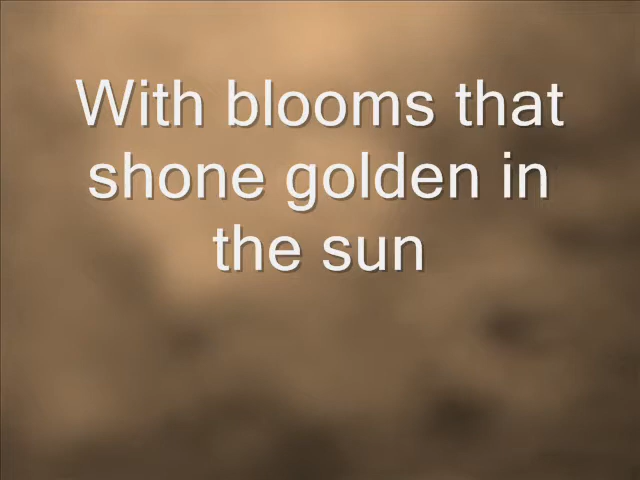 With blooms that
shone golden in
the sun